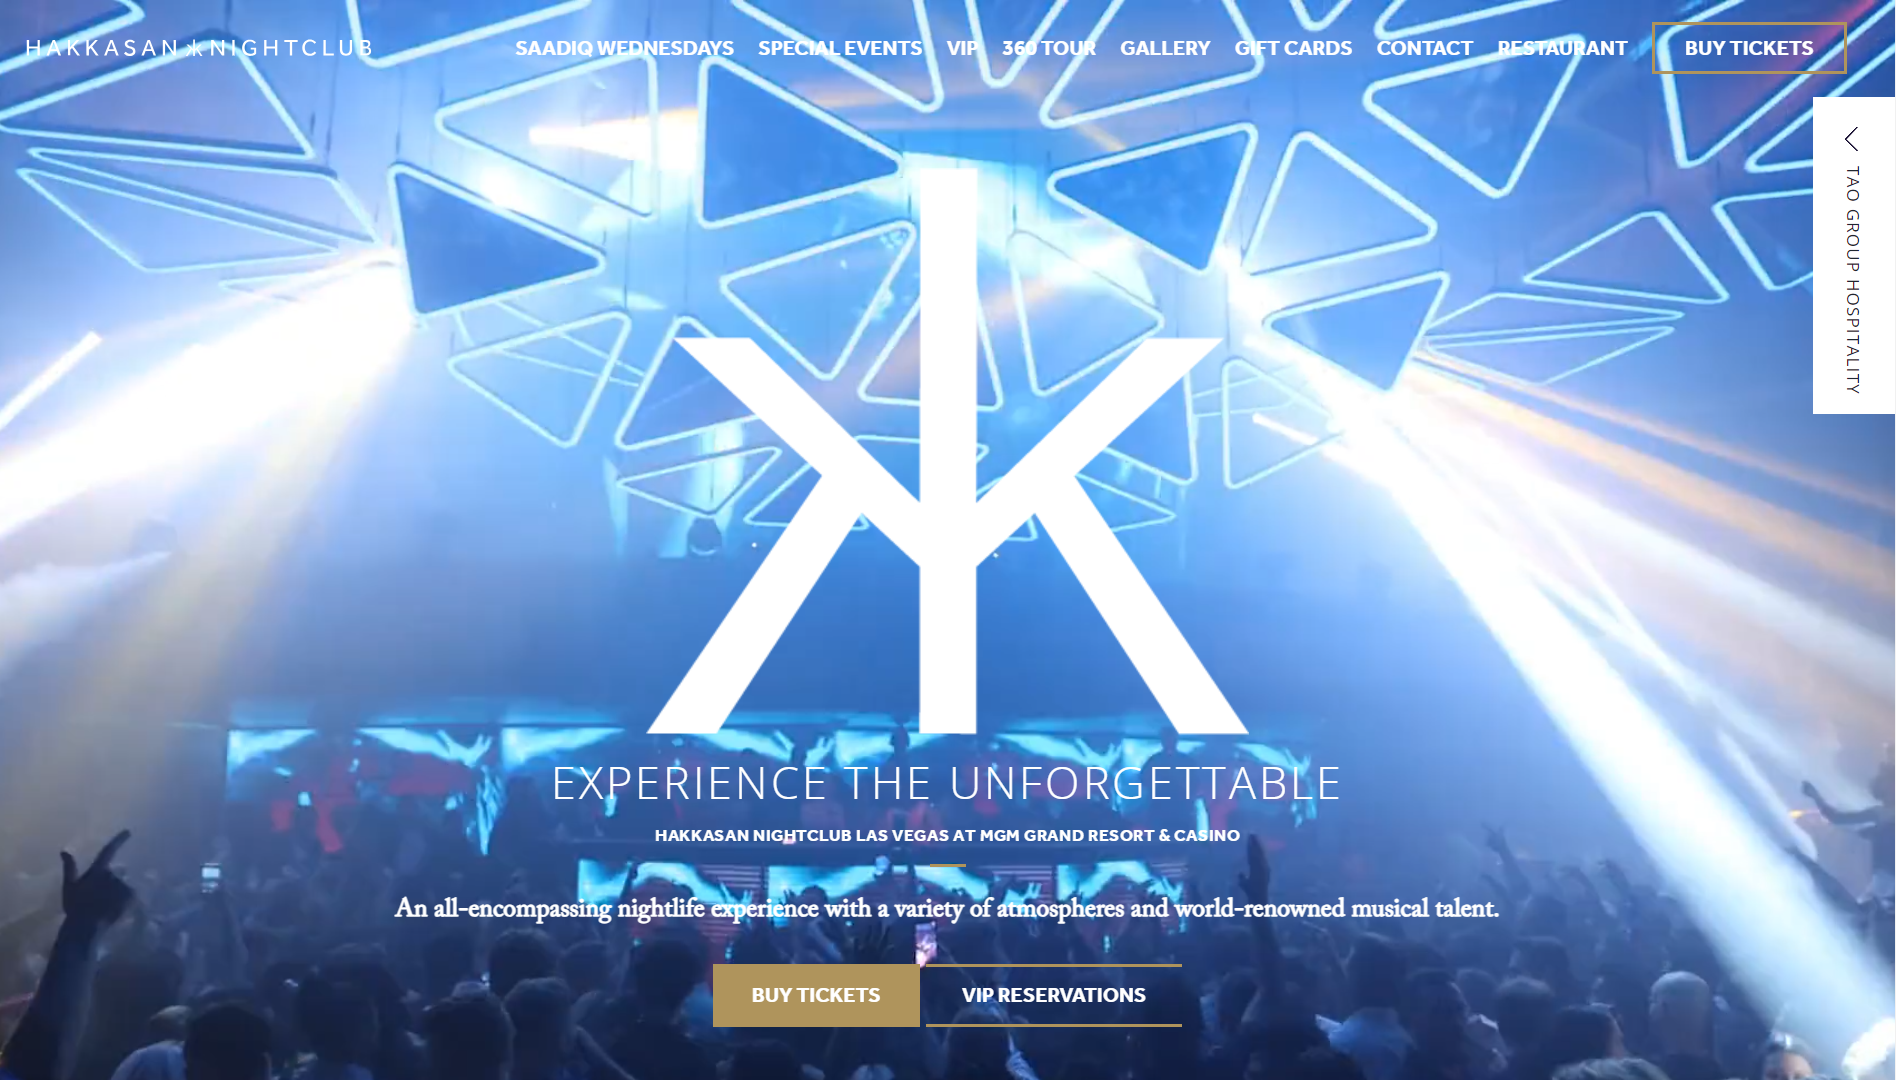 HAKKASAN NIGHTCLUB
SAADIQ WEDNESDAYS SPECIAL EVENTS VIP 360 TOUR GALLERY GIFT CARDS CONTACT RESTAURANT BUY TICKETS
TAO GROUP HOSPITALITY
EXPERIENCE THE UNFORGETTABLE
HAKKASAN NIGHTCLUB LAS VEGAS AT MGM GRAND RESORT & CASINO
An all-encompassing nightlife experience with a variety of atmospheres and world-renowned musical talent.
BUY TICKETS VIP RESERVATIONS